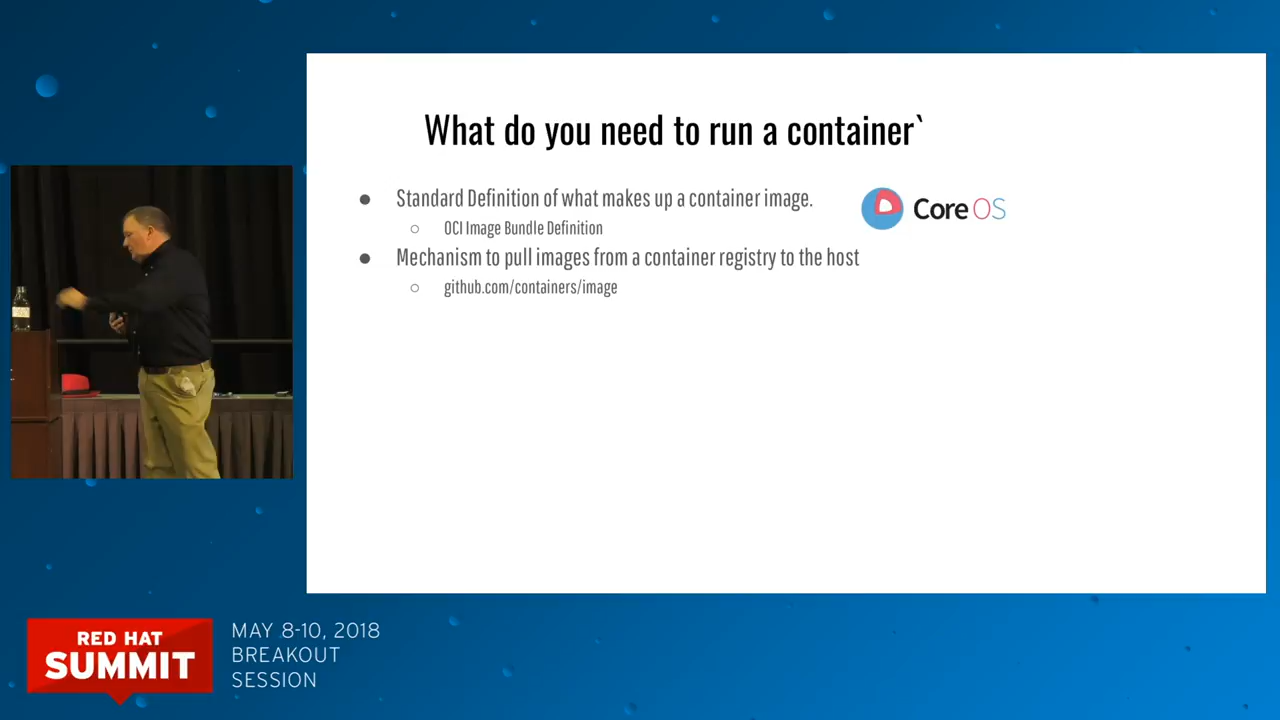 What do you need to run a container`
Standard Definition of what makes up a container image.
Core OS
OCI Image Bundle Definition
Mechanism to pull images from a container registry to the host
github.com/containers/image
RED HAT
SUMMIT
MAY 8-10, 2018
BREAKOUT
SESSION